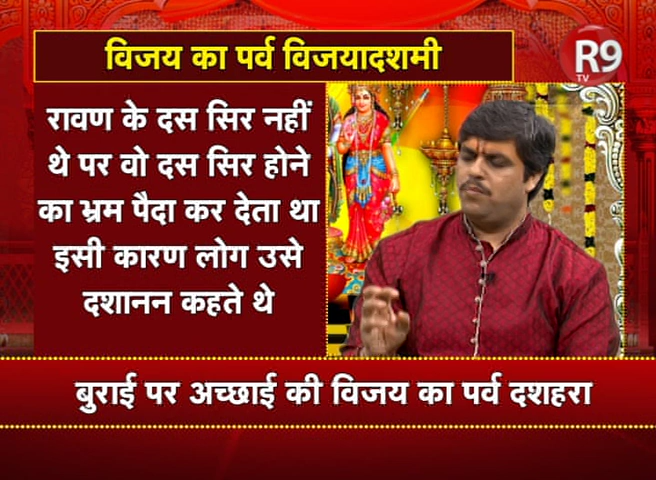 विजय का पर्व विजयादशमी
R9
TV
रावण के दस सिर नहीं
थे पर वो दस सिर होने
का भ्रम पैदा कर देता था
इसी कारण लोग उसे
दशानन कहते थे
बुराई पर अच्छाई की विजय का पर्व दशहरा